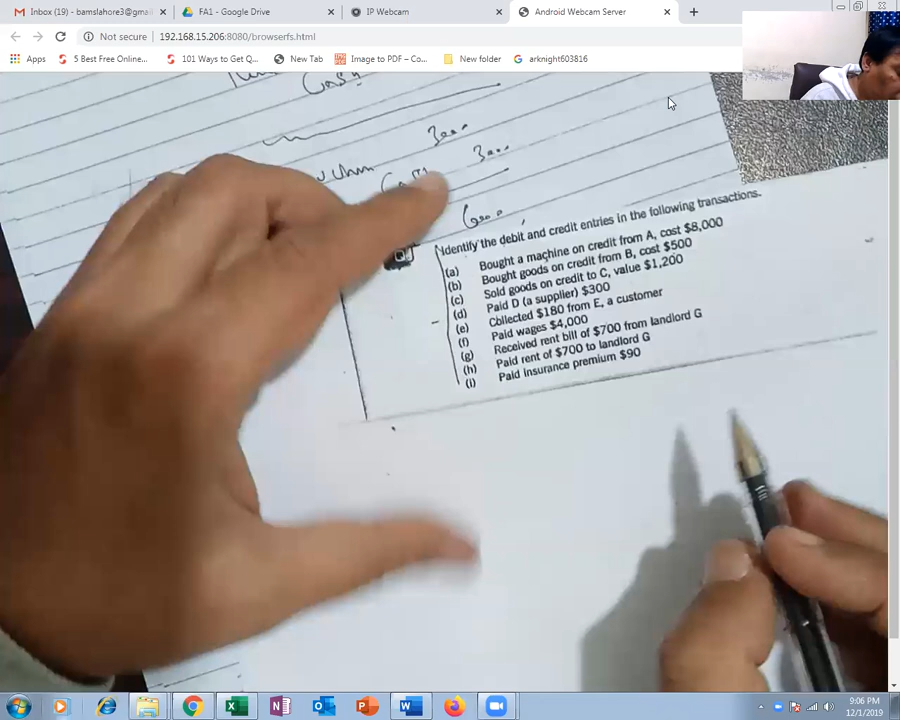 Inbox (19) - bamslahore3@gmai
FA1 - Google Drive
IP Webcam
Android Webcam Server
Not secure | 192.168.15.206:8080/browserfs.html
Apps
5 Best Free Online...
101 Ways to Get Q...
New Tab
Image to PDF – Co...
New folder
arknight603816
Cash
3000
3000
6000
Q
Identify the debit and credit entries in the following transactions.
(a) Bought a machine on credit from A, cost $8,000
(b) Bought goods on credit from B, cost $500
(c) Sold goods on credit to C, value $1,200
(d) Paid D (a supplier) $300
(e) Collected $180 from E, a customer
(f) Paid wages $4,000
(g) Received rent bill of $700 from landlord G
(h) Paid rent of $700 to landlord G
(i) Paid insurance premium $90
9:06 PM
12/1/2019